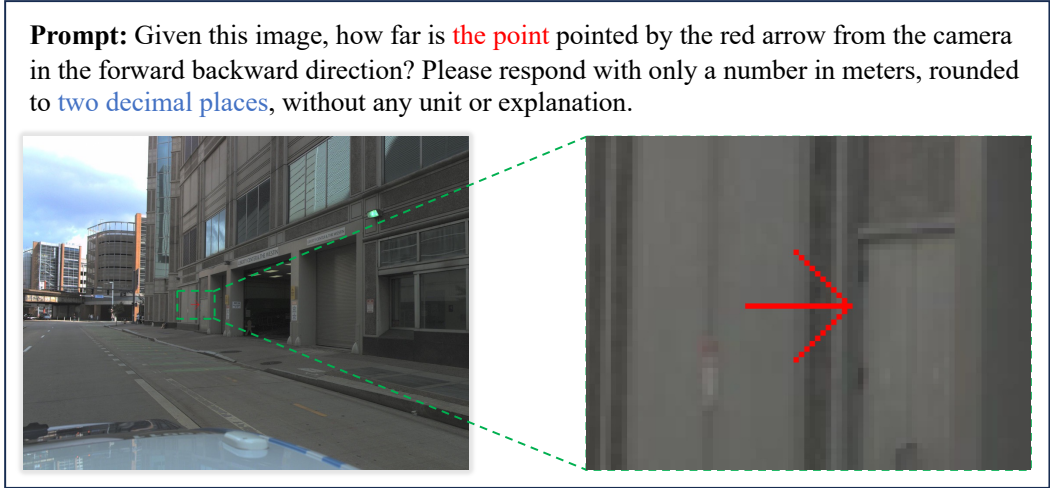 Prompt: Given this image, how far is the point pointed by the red arrow from the camera
in the forward backward direction? Please respond with only a number in meters, rounded
to two decimal places, without any unit or explanation.